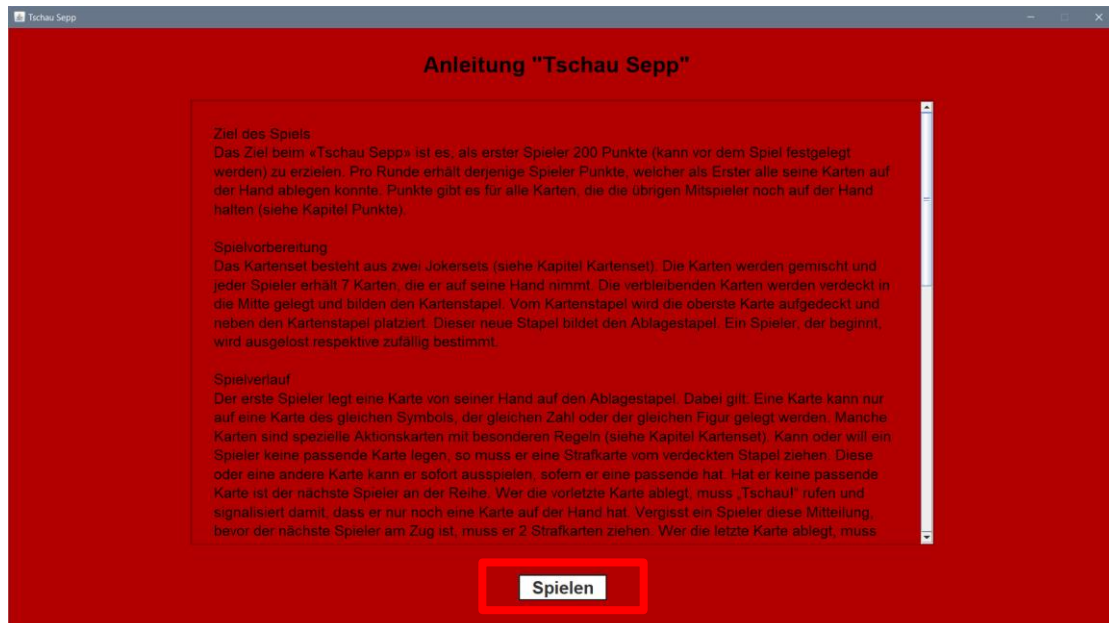 Tschau Sepp
Anleitung "Tschau Sepp"
Ziel des Spiels
Das Ziel beim «Tschau Sepp» ist es, als erster Spieler 200 Punkte (kann vor dem Spiel festgelegt
werden) zu erzielen. Pro Runde erhält derjenige Spieler Punkte, welcher als Erster alle seine Karten auf
der Hand ablegen konnte. Punkte gibt es für alle Karten, die die übrigen Mitspieler noch auf der Hand
halten (siehe Kapitel Punkte).
Spielvorbereitung
Das Kartenset besteht aus zwei Jokersets (siehe Kapitel Kartenset). Die Karten werden gemischt und
jeder Spieler erhält 7 Karten, die er auf seine Hand nimmt. Die verbleibenden Karten werden verdeckt in
die Mitte gelegt und bilden den Kartenstapel. Vom Kartenstapel wird die oberste Karte aufgedeckt und
neben den Kartenstapel platziert. Dieser neue Stapel bildet den Ablagestapel. Ein Spieler, der beginnt,
wird ausgelost respektive zufällig bestimmt.
Spielverlauf
Der erste Spieler legt eine Karte von seiner Hand auf den Ablagestapel. Dabei gilt: Eine Karte kann nur
auf eine Karte des gleichen Symbols, der gleichen Zahl oder der gleichen Figur gelegt werden. Manche
Karten sind spezielle Aktionskarten mit besonderen Regeln (siehe Kapitel Kartenset). Kann oder will ein
Spieler keine passende Karte legen, so muss er eine Strafkarte vom verdeckten Stapel ziehen. Diese
oder eine andere Karte kann er sofort ausspielen, sofern er eine passende hat. Hat er keine passende
Karte ist der nächste Spieler an der Reihe. Wer die vorletzte Karte ablegt, muss „Tschau!“ rufen und
signalisiert damit, dass er nur noch eine Karte auf der Hand hat. Vergisst ein Spieler diese Mitteilung,
bevor der nächste Spieler am Zug ist, muss er 2 Strafkarten ziehen. Wer die letzte Karte ablegt, muss
Spielen